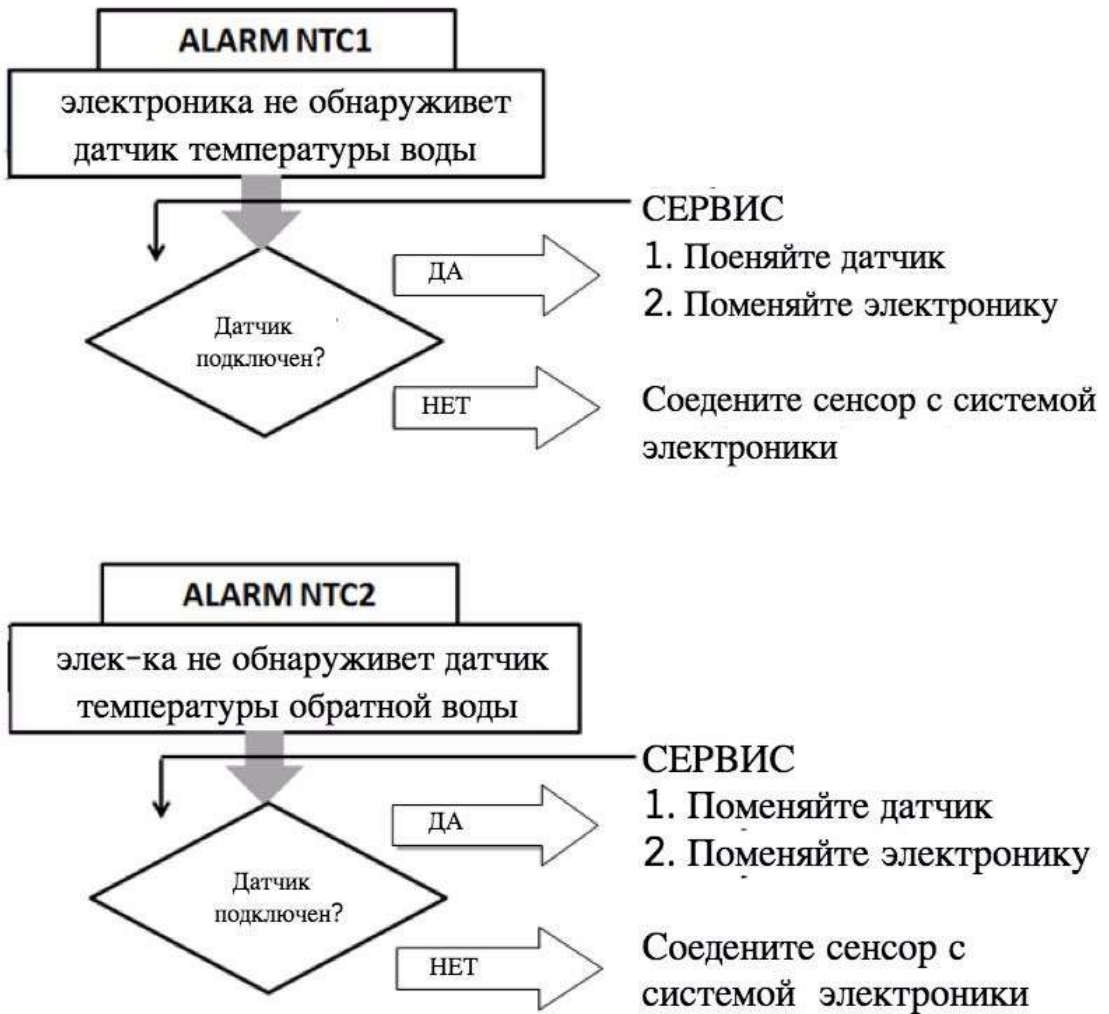 ALARM NTC1
электроника не обнаруживет
датчик температуры воды
СЕРВИС
1. Поеняйте датчик
2. Поменяйте электронику
ДА
Датчик
подключен?
НЕТ
Соедените сенсор с системой
электроники
ALARM NTC2
элек-ка не обнаруживет датчик
температуры обратной воды
СЕРВИС
1. Поменяйте датчик
2. Поменяйте электронику
ДА
Датчик
подключен?
НЕТ
Соедените сенсор с
системой электроники